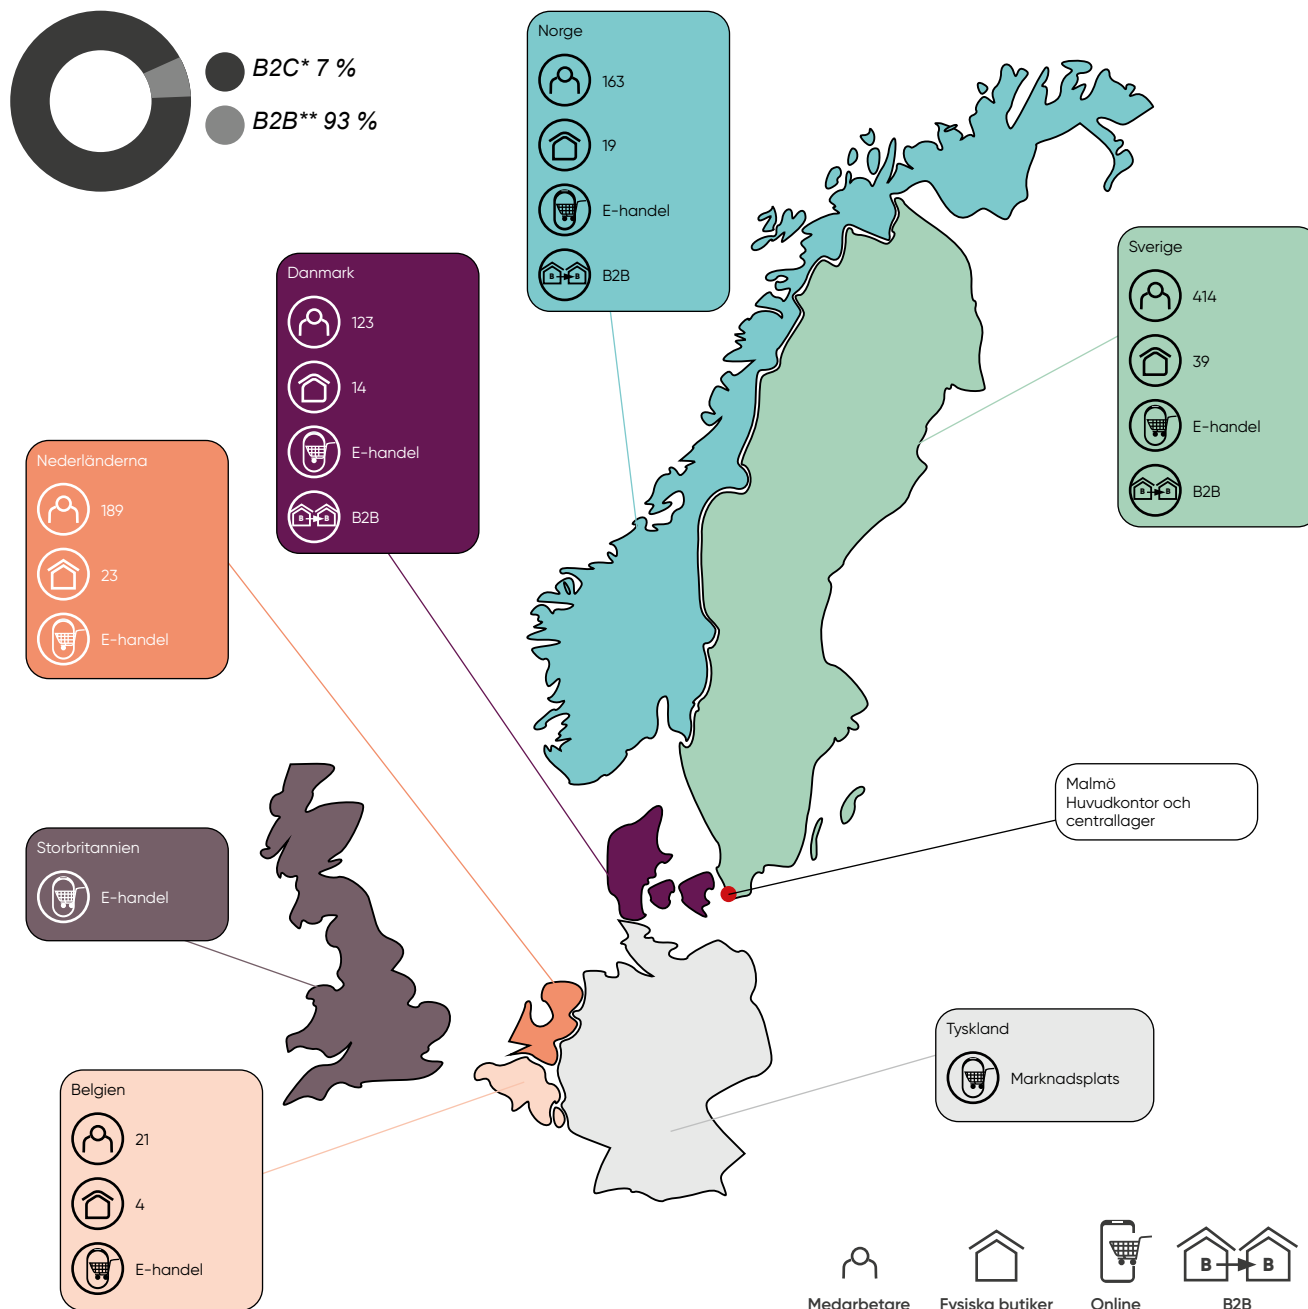 B2C* 7 %
B2B** 93 %
Norge
163
19
E-handel
B2B
Danmark
123
14
E-handel
B2B
Sverige
414
39
E-handel
B2B
Nederländerna
189
23
E-handel
Malmö
Huvudkontor och
centrallager
Storbritannien
E-handel
Tyskland
Marknadsplats
Belgien
21
4
E-handel
B B
Medarbetare Fysiska butiker Online B2B